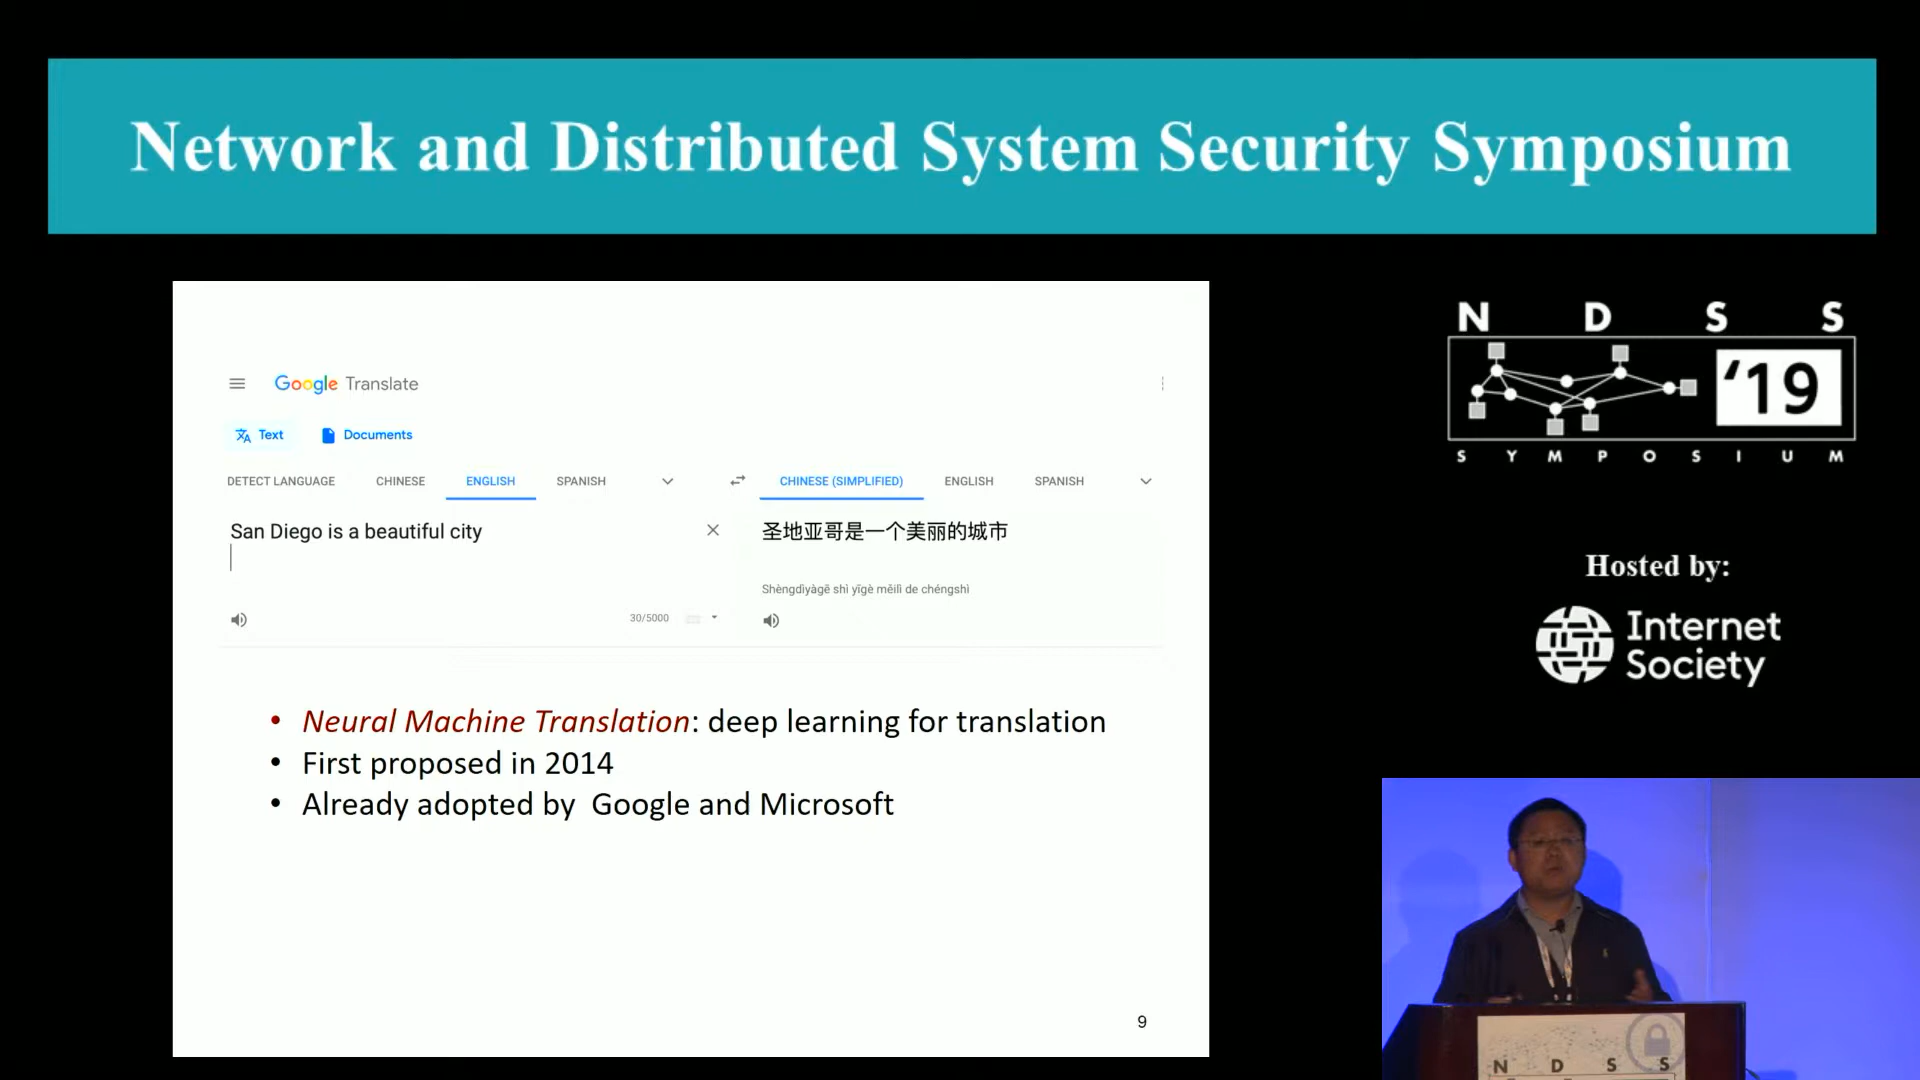 Network and Distributed System Security Symposium
N D S S
'19
S Y M P O S I U M
Hosted by:
Internet
Society
Google Translate
Text Documents
DETECT LANGUAGE CHINESE ENGLISH SPANISH CHINESE (SIMPLIFIED) ENGLISH SPANISH
San Diego is a beautiful city 圣地亚哥是一个美丽的城市
Shèngdìyàgē shì yīgè měilì de chéngshì
30/5000
• Neural Machine Translation: deep learning for translation
• First proposed in 2014
• Already adopted by Google and Microsoft
9
N D S S